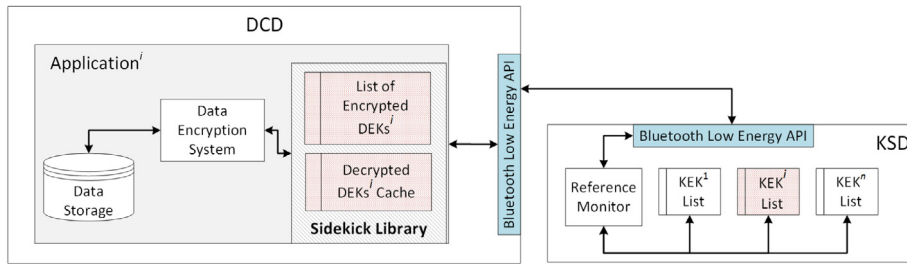 DCD
Application^i
List of
Encrypted
DEKs^i
Data
Encryption
System
Decrypted
DEKs^i Cache
Data
Storage
Sidekick Library
Bluetooth Low Energy API
Bluetooth Low Energy API
KSD
Reference
Monitor
KEK^1
List
KEK^i
List
KEK^n
List